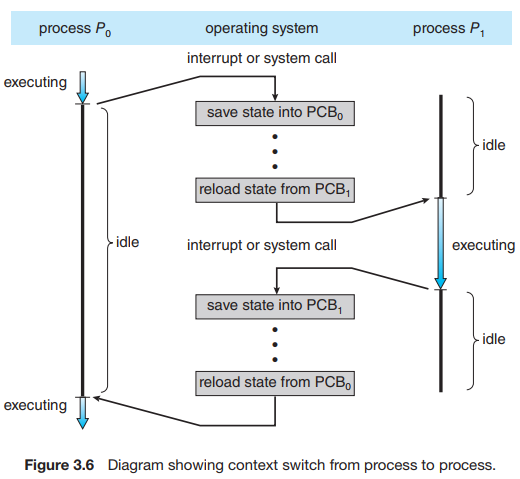 process P0 operating system process P1
interrupt or system call
executing
save state into PCB0
idle
reload state from PCB1
idle
interrupt or system call
executing
save state into PCB1
idle
reload state from PCB0
executing
Figure 3.6 Diagram showing context switch from process to process.